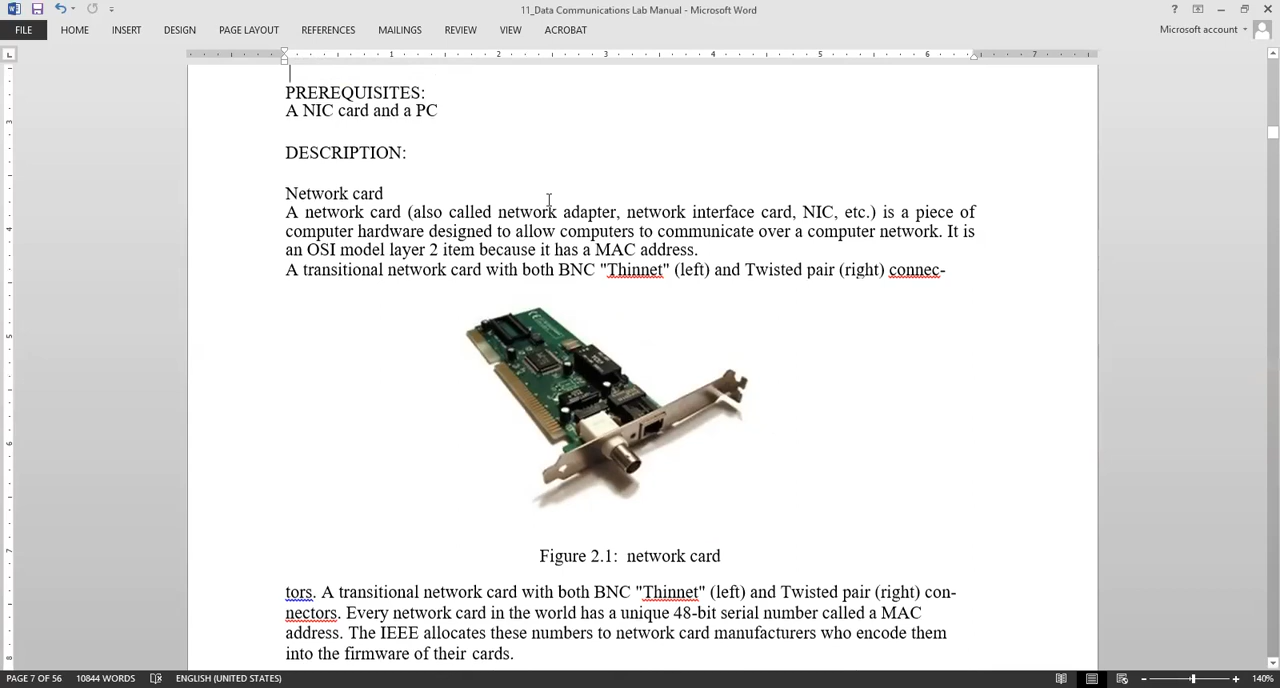 11_Data Communications Lab Manual - Microsoft Word
FILE HOME INSERT DESIGN PAGE LAYOUT REFERENCES MAILINGS REVIEW VIEW ACROBAT Microsoft account
PREREQUISITES:
A NIC card and a PC
DESCRIPTION:
Network card
A network card (also called network adapter, network interface card, NIC, etc.) is a piece of
computer hardware designed to allow computers to communicate over a computer network. It is
an OSI model layer 2 item because it has a MAC address.
A transitional network card with both BNC "Thinnet" (left) and Twisted pair (right) connec-
Figure 2.1: network card
tors. A transitional network card with both BNC "Thinnet" (left) and Twisted pair (right) con-
nectors. Every network card in the world has a unique 48-bit serial number called a MAC
address. The IEEE allocates these numbers to network card manufacturers who encode them
into the firmware of their cards.
PAGE 7 OF 56 10844 WORDS ENGLISH (UNITED STATES) 140%